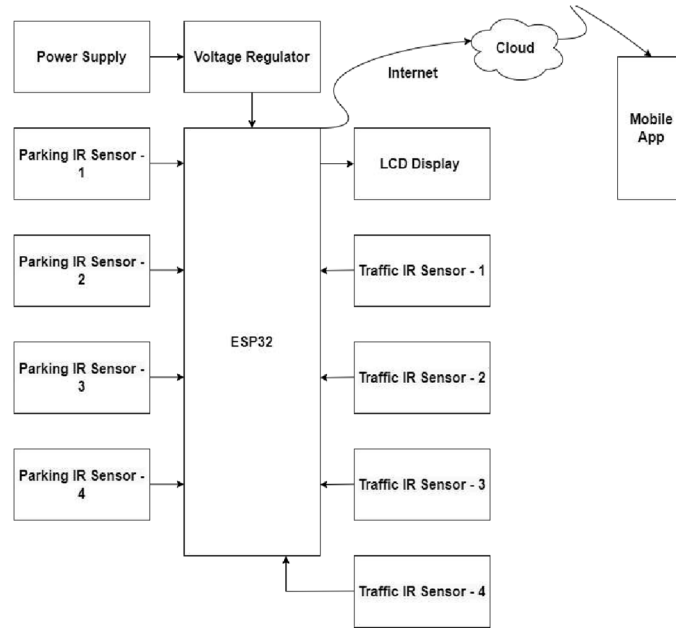 Power Supply
Voltage Regulator
Cloud
Internet
Mobile
App
Parking IR Sensor -
1
LCD Display
Parking IR Sensor -
2
Traffic IR Sensor - 1
ESP32
Parking IR Sensor -
3
Traffic IR Sensor - 2
Parking IR Sensor -
4
Traffic IR Sensor - 3
Traffic IR Sensor - 4